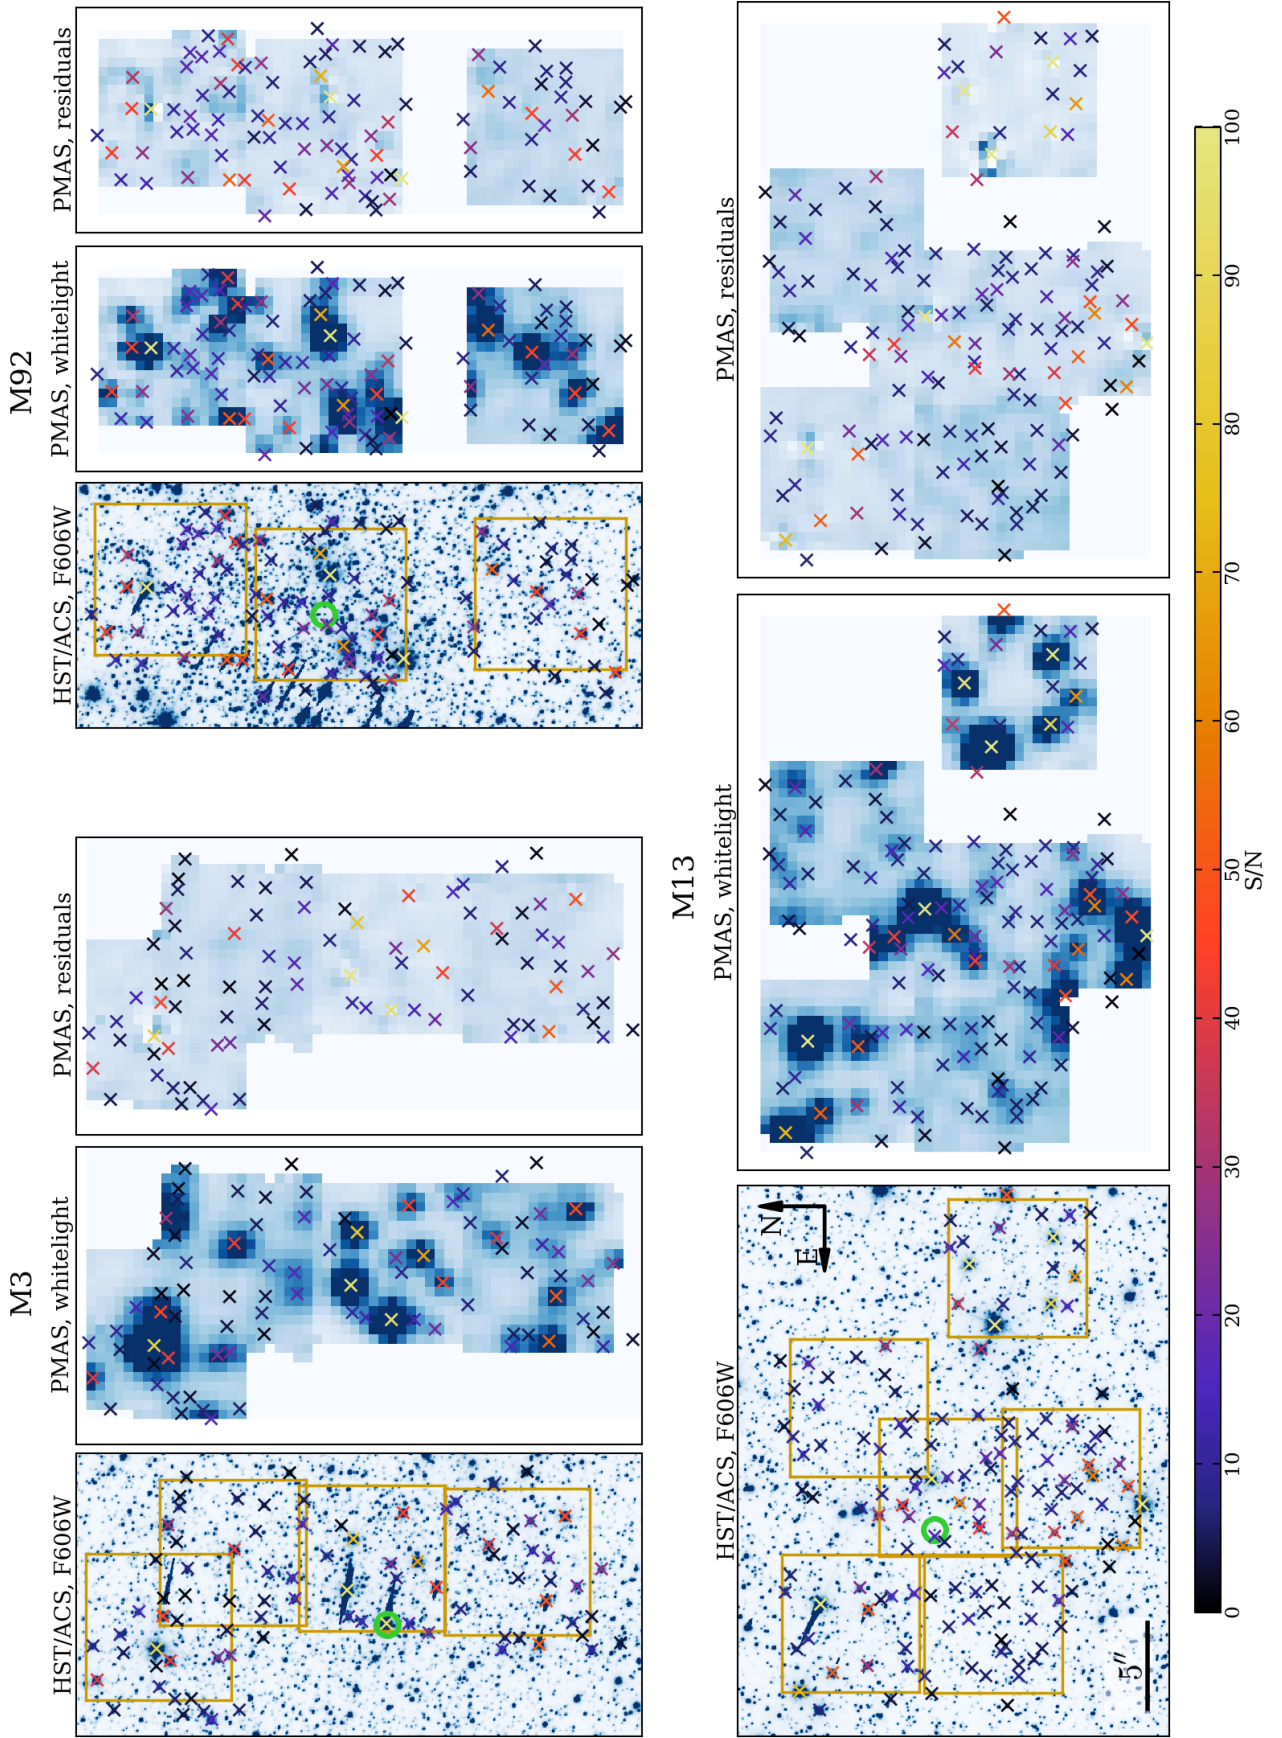 M3
HST/ACS, F606W
PMAS, whitelight
PMAS, residuals
M92
HST/ACS, F606W
PMAS, whitelight
PMAS, residuals
M13
HST/ACS, F606W
N
E
5″
PMAS, whitelight
PMAS, residuals
0 10 20 30 40 50 60 70 80 90 100
S/N